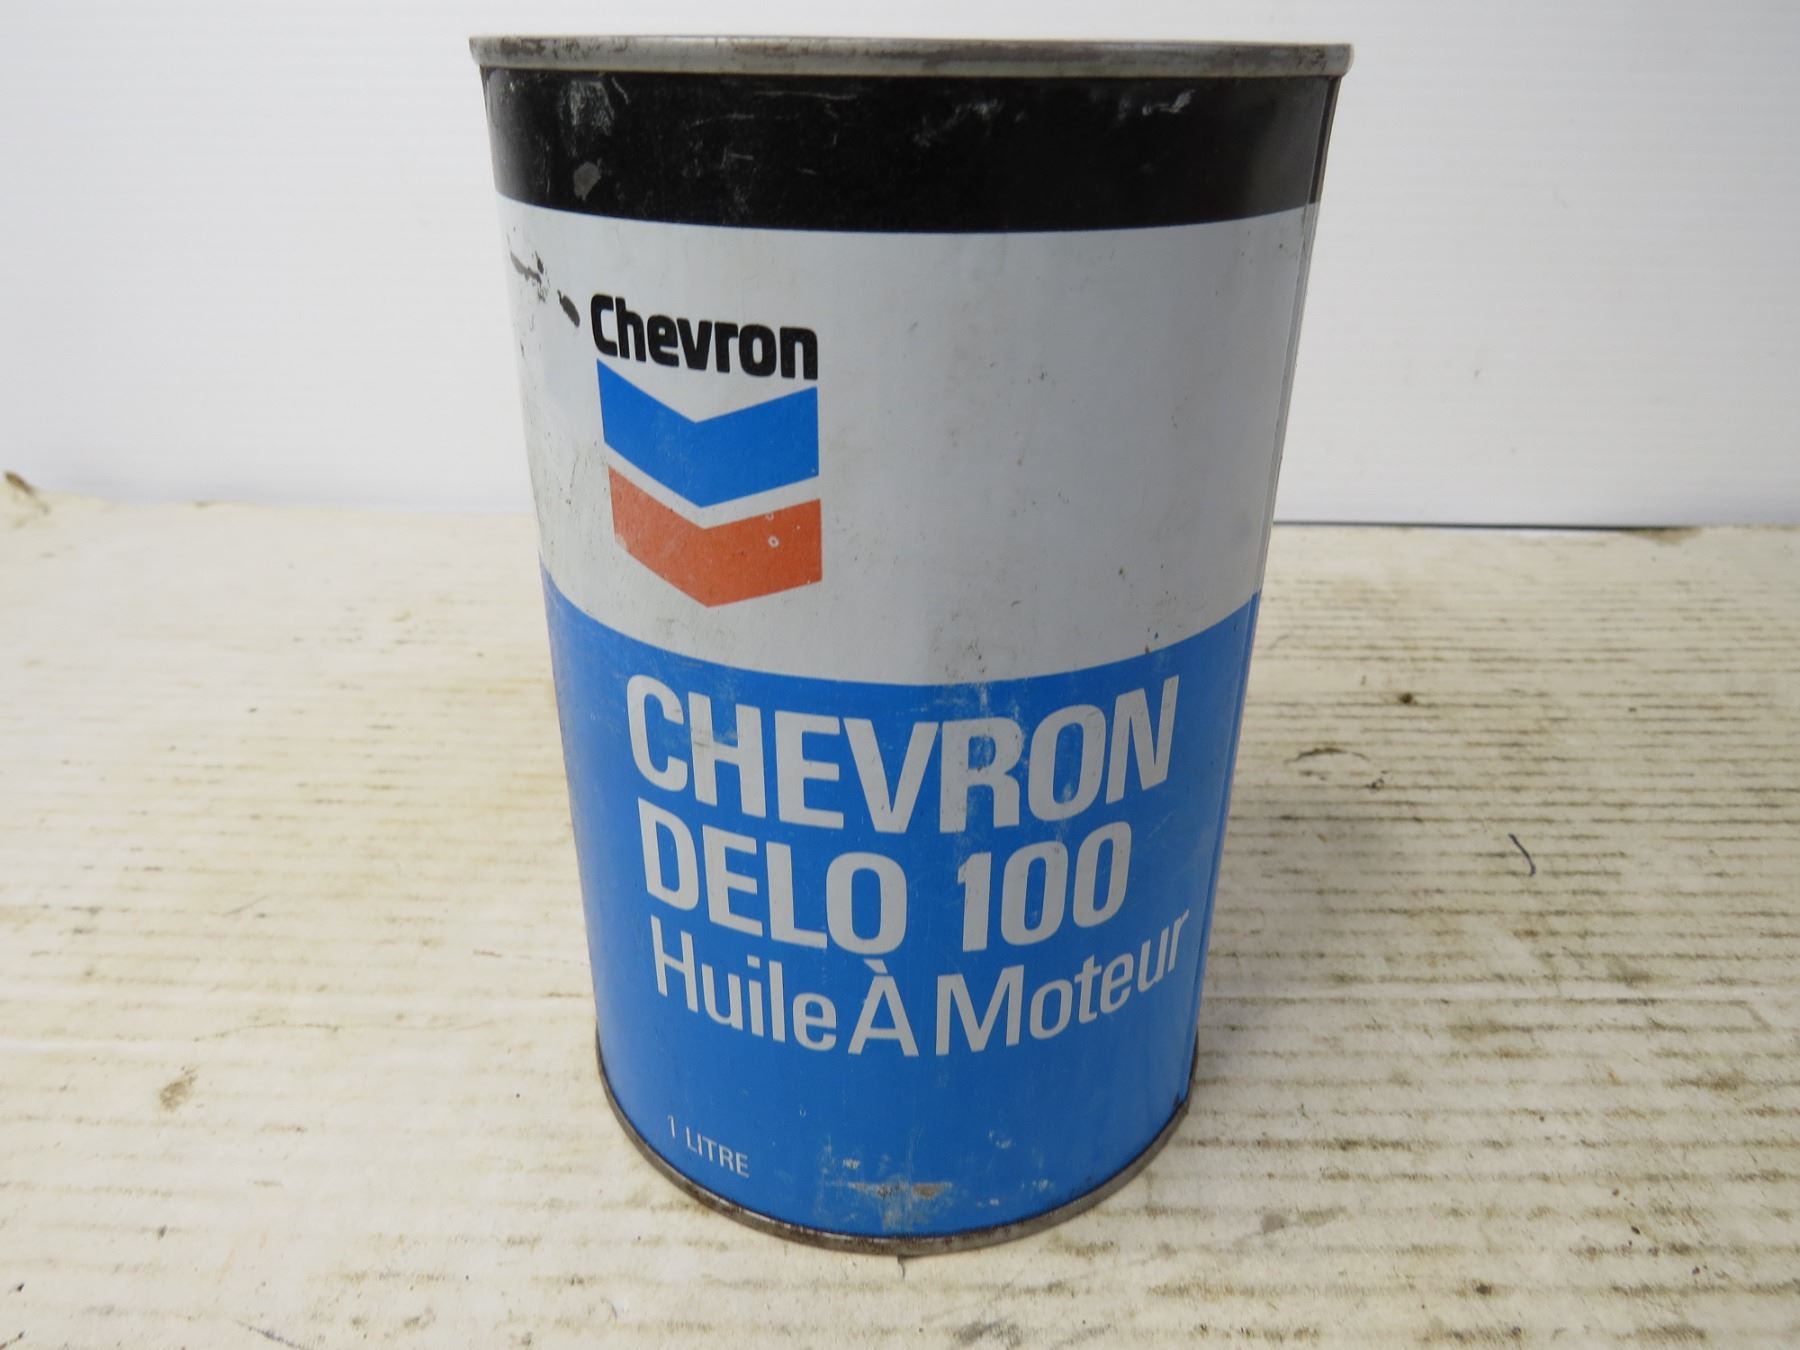 Chevron
CHEVRON
DELO 100
Huile À Moteur
1 LITRE